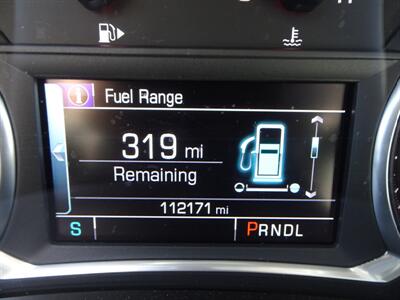 Fuel Range
319 mi
Remaining
112171 mi
S PRNDL